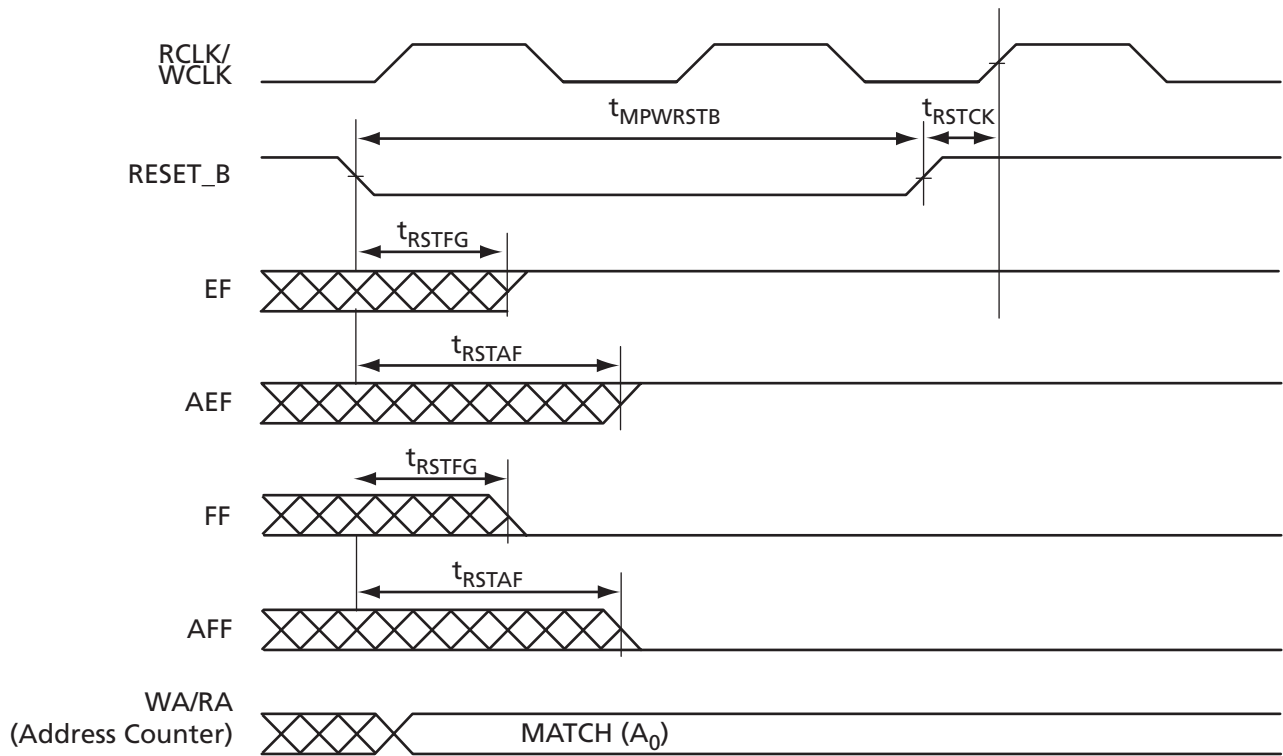 RCLK/
WCLK
tMPWRSTB
tRSTCK
RESET_B
tRSTFG
EF
tRSTAF
AEF
tRSTFG
FF
tRSTAF
AFF
WA/RA
(Address Counter)
MATCH (A0)